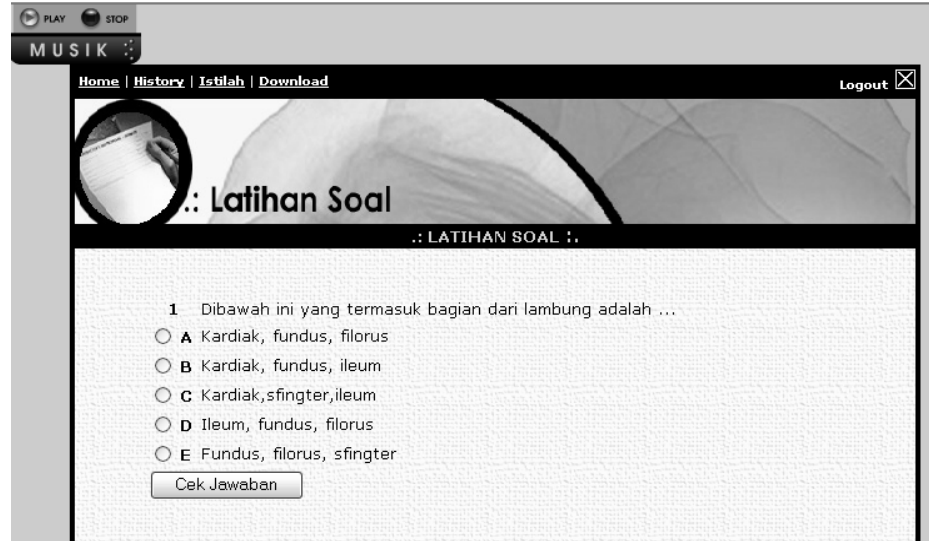 PLAY STOP
MUSIK
Home | History | Istilah | Download
Logout
.: Latihan Soal
.: LATIHAN SOAL :.
1 Dibawah ini yang termasuk bagian dari lambung adalah ...
A Kardiak, fundus, filorus
B Kardiak, fundus, ileum
C Kardiak,sfingter,ileum
D Ileum, fundus, filorus
E Fundus, filorus, sfingter
Cek Jawaban